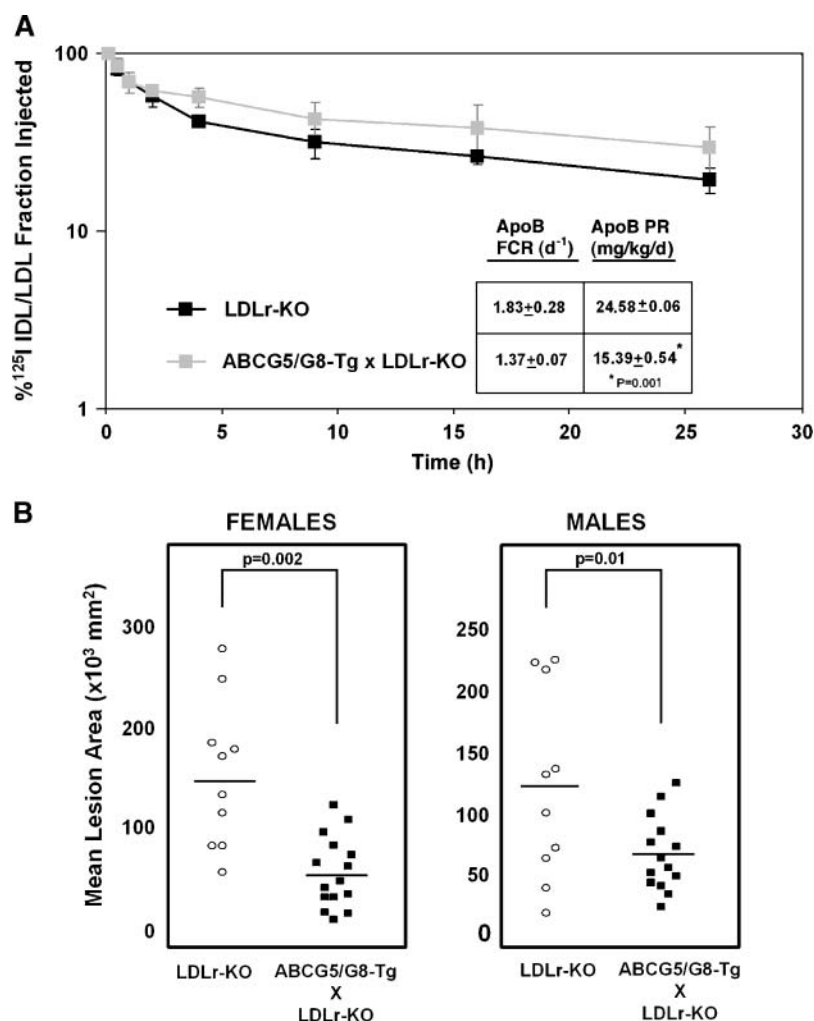 A
100
10
1
%¹²⁵I IDL/LDL Fraction Injected
ApoB FCR (d⁻¹)
ApoB PR (mg/kg/d)
LDLr-KO
1.83±0.28
24.58±0.06
ABCG5/G8-Tg x LDLr-KO
1.37±0.07
15.39±0.54*
* P=0.001
0 5 10 15 20 25 30
Time (h)
B
FEMALES
p=0.002
300
200
100
0
Mean Lesion Area (x10³ mm²)
LDLr-KO
ABCG5/G8-Tg
X
LDLr-KO
MALES
p=0.01
250
200
150
100
50
0
LDLr-KO
ABCG5/G8-Tg
X
LDLr-KO